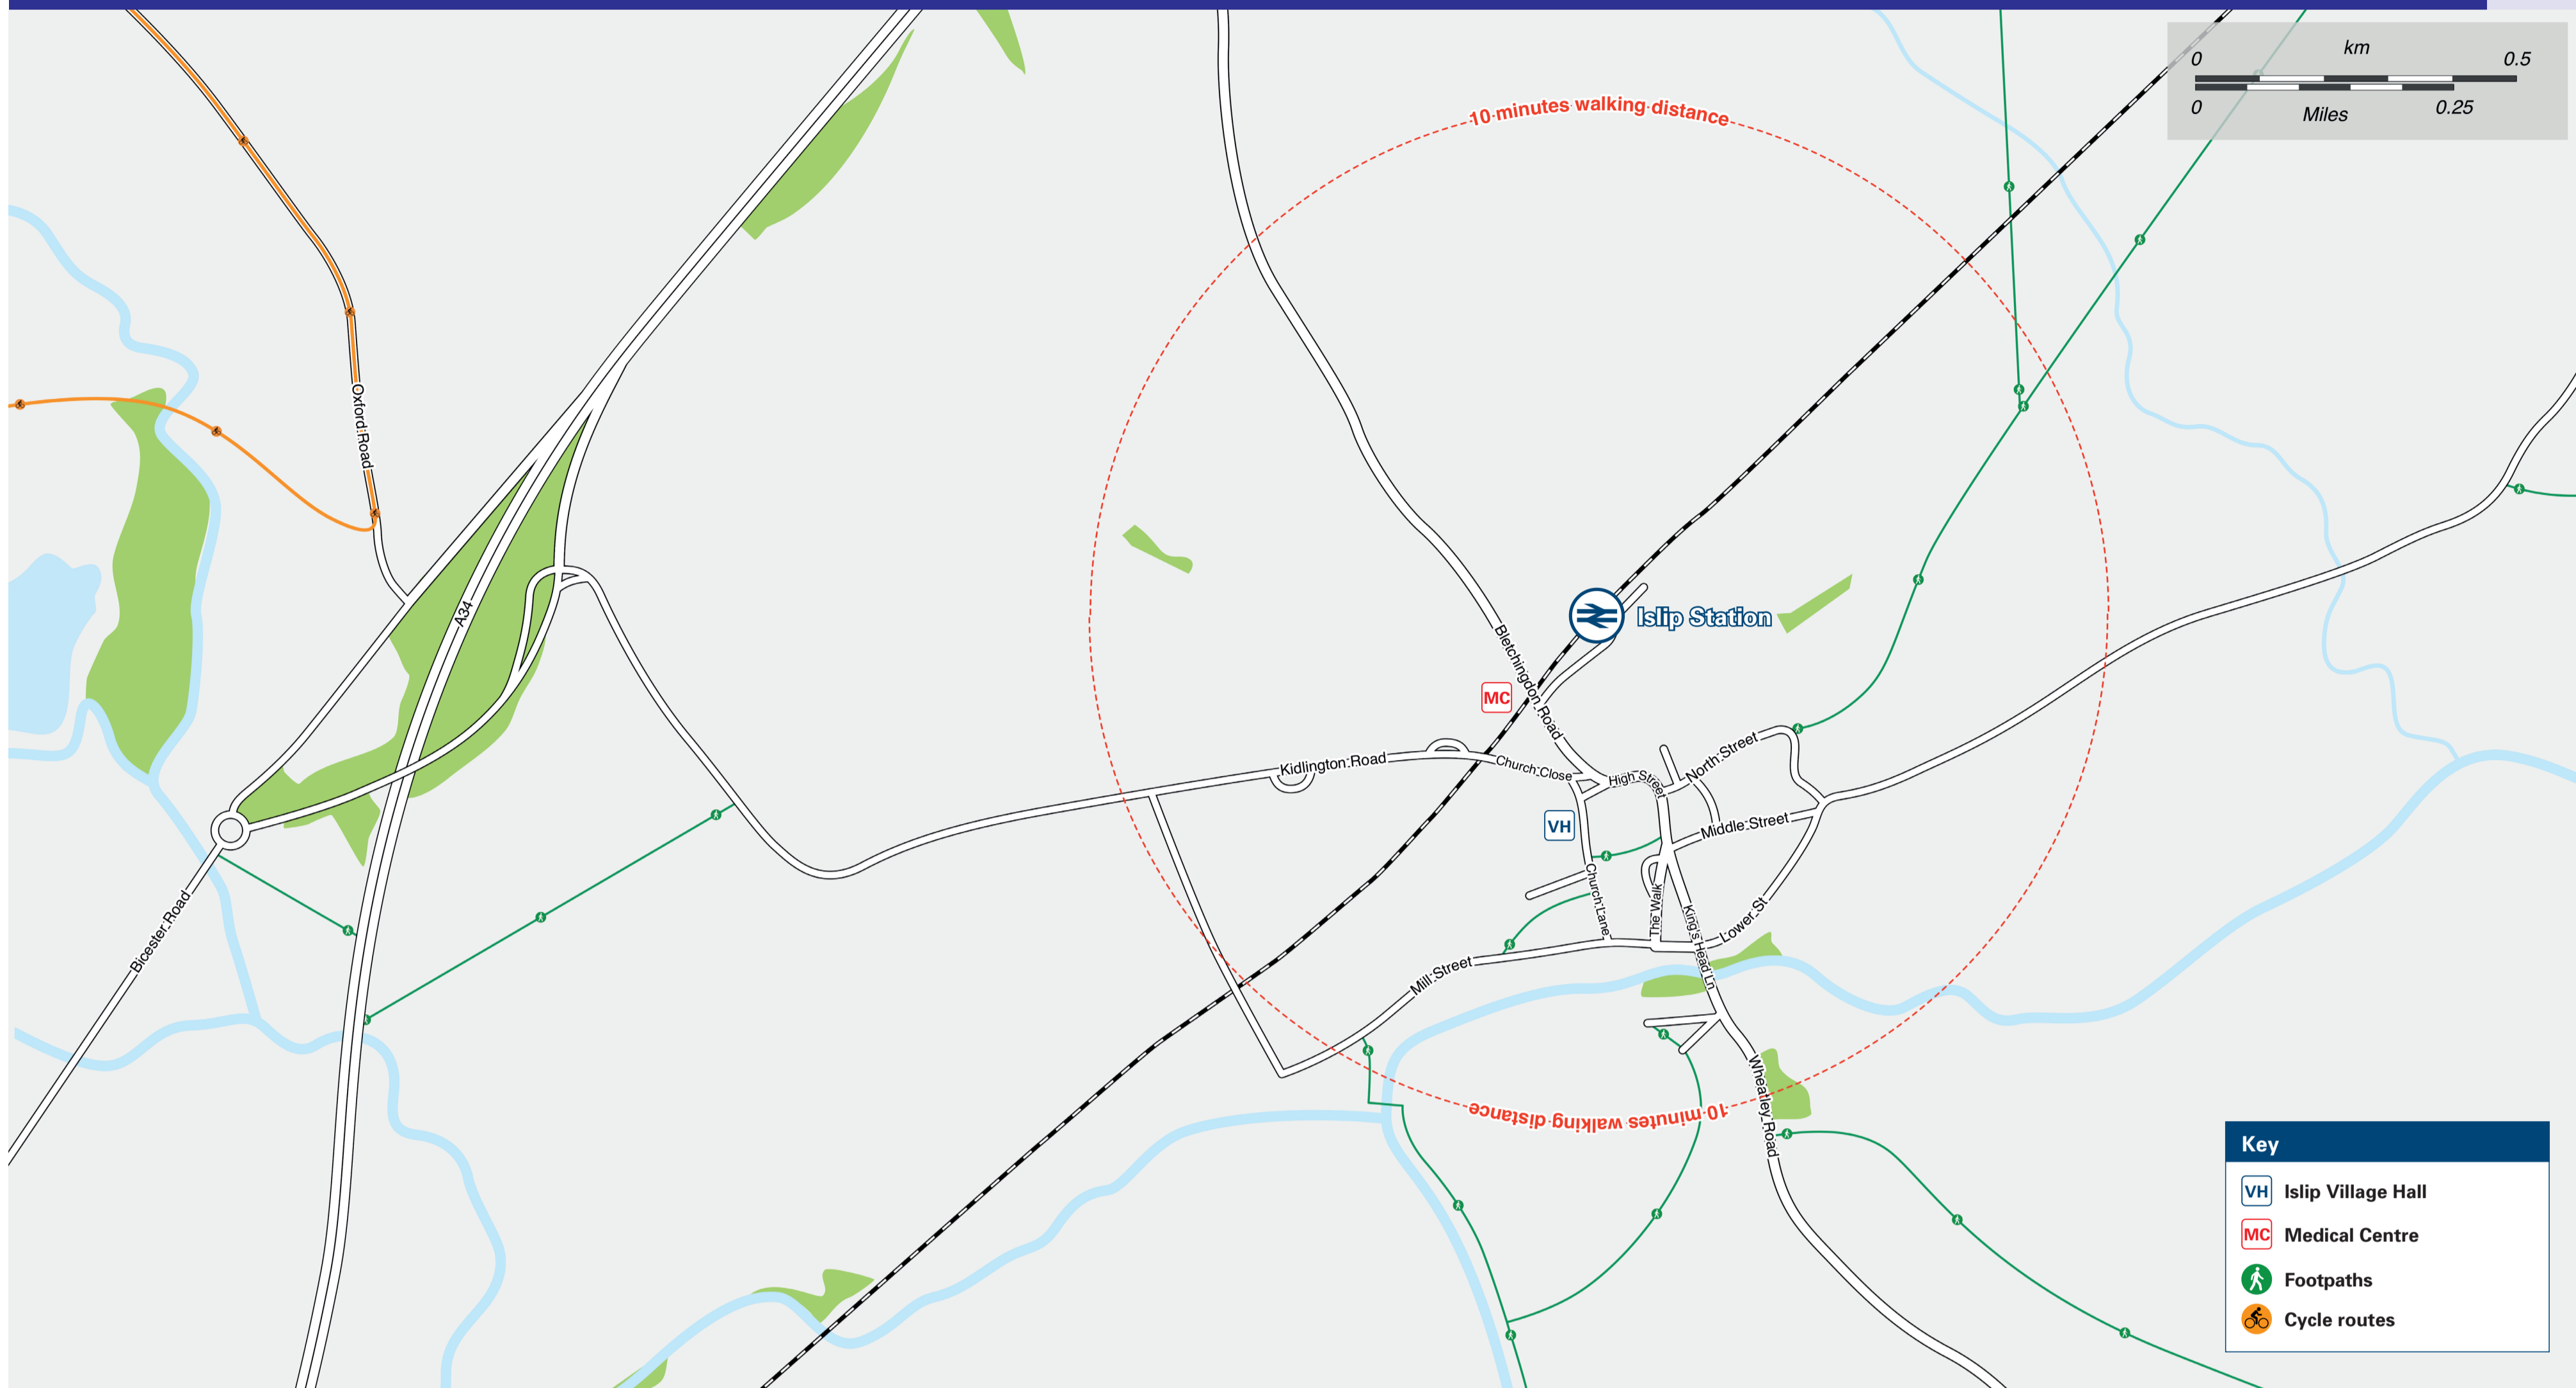 km
0
0.5
0
0.25
Miles
10 minutes walking distance
Oxford Road
A34
Islip Station
Bletchingdon Road
MC
Kidlington Road
Church Close
High Street
North Street
VH
Middle Street
Church Lane
The Walk
King's Head Ln
Lower St
Bicester Road
Mill Street
Wheatley Road
10 minutes walking distance
Key
VH Islip Village Hall
MC Medical Centre
Footpaths
Cycle routes